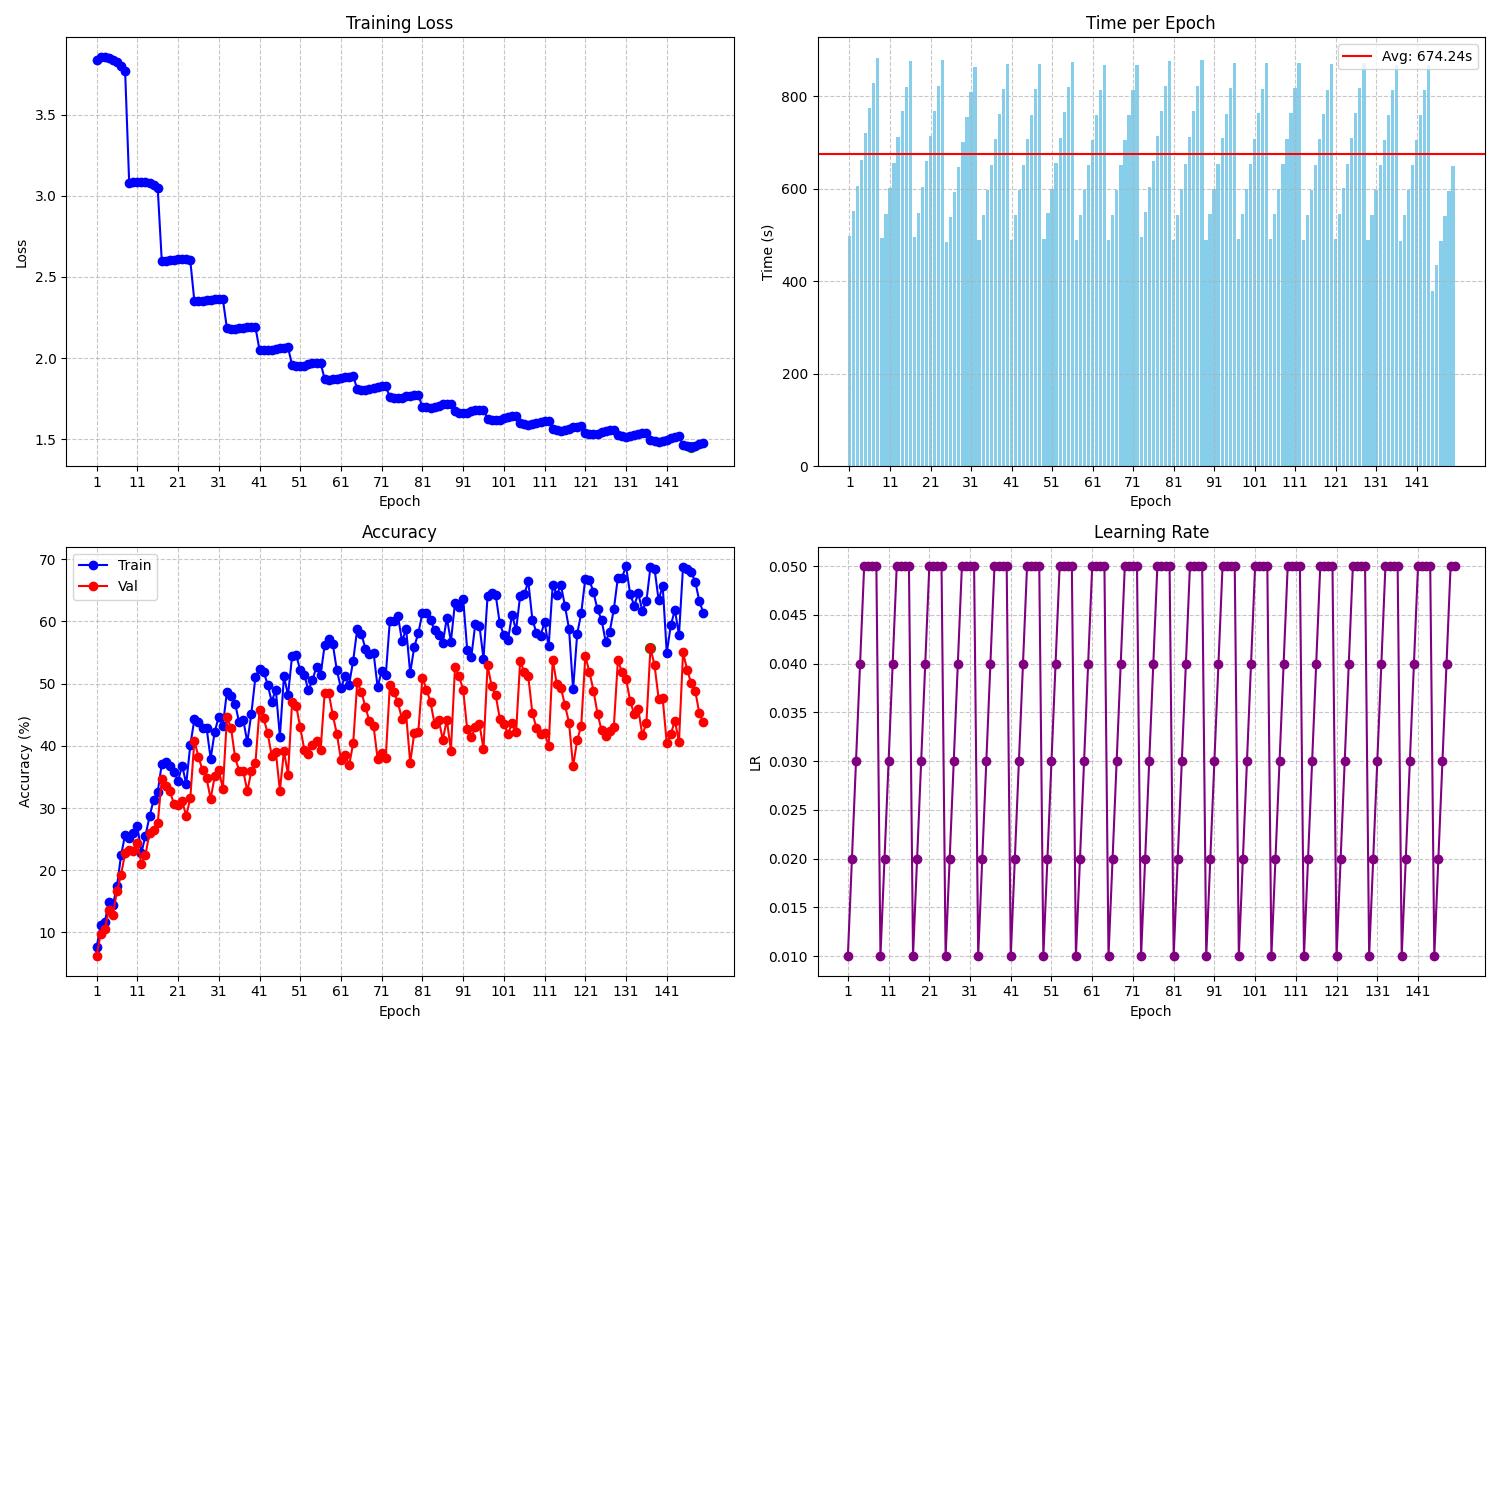 Training Loss
Loss
3.5
3.0
2.5
2.0
1.5
1 11 21 31 41 51 61 71 81 91 101 111 121 131 141
Epoch
Time per Epoch
Avg: 674.24s
Time (s)
800
600
400
200
0
1 11 21 31 41 51 61 71 81 91 101 111 121 131 141
Epoch
Accuracy
Train
Val
Accuracy (%)
70
60
50
40
30
20
10
1 11 21 31 41 51 61 71 81 91 101 111 121 131 141
Epoch
Learning Rate
LR
0.050
0.045
0.040
0.035
0.030
0.025
0.020
0.015
0.010
1 11 21 31 41 51 61 71 81 91 101 111 121 131 141
Epoch